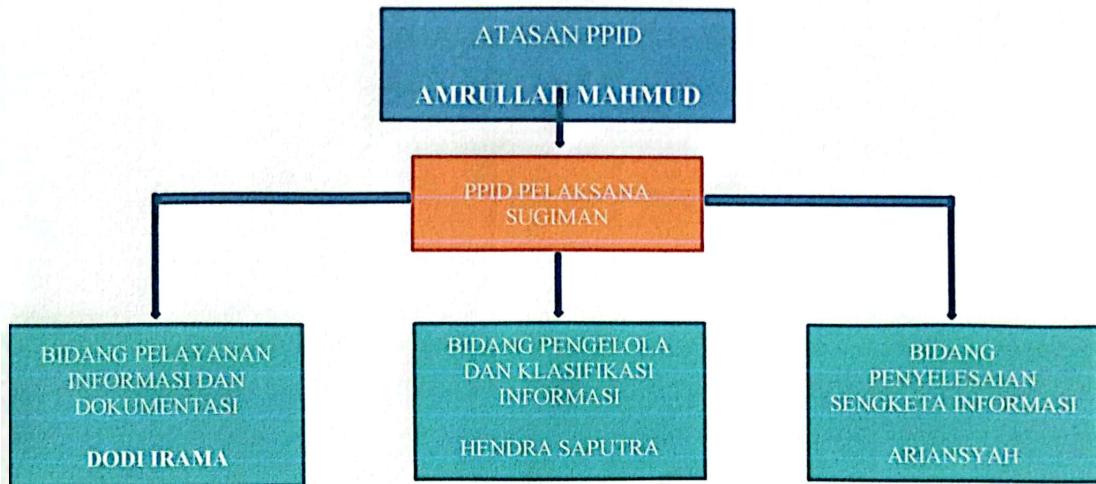 ATASAN PPID
AMRULLAH MAHMUD
PPID PELAKSANA
SUGIMAN
BIDANG PELAYANAN
INFORMASI DAN
DOKUMENTASI
DODI IRAMA
BIDANG PENGELOLA
DAN KLASIFIKASI
INFORMASI
HENDRA SAPUTRA
BIDANG
PENYELESAIAN
SENGKETA INFORMASI
ARIANSYAH